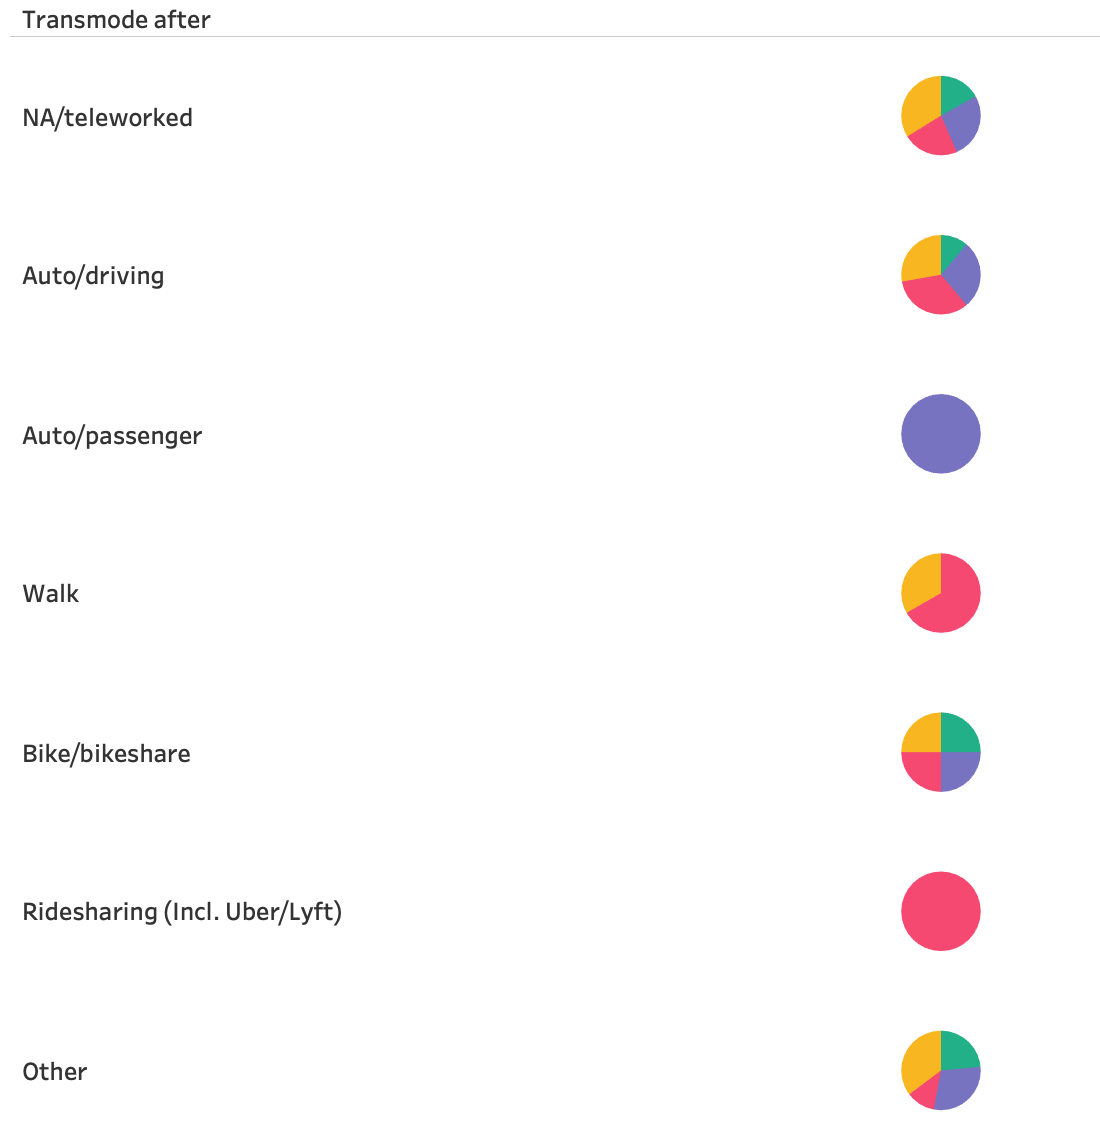 Transmode after
NA/teleworked
Auto/driving
Auto/passenger
Walk
Bike/bikeshare
Ridesharing (Incl. Uber/Lyft)
Other